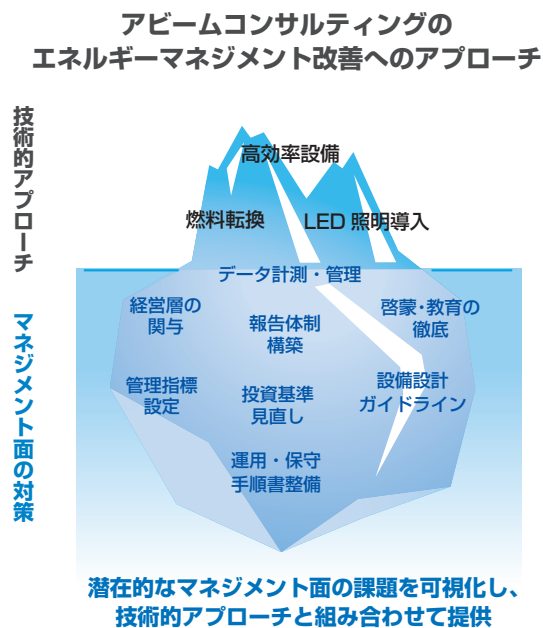 アビームコンサルティングの
エネルギーマネジメント改善へのアプローチ
技術的アプローチ
高効率設備
燃料転換
LED 照明導入
マネジメント面の対策
データ計測・管理
経営層の
関与
報告体制
構築
啓蒙・教育の
徹底
管理指標
設定
投資基準
見直し
設備設計
ガイドライン
運用・保守
手順書整備
潜在的なマネジメント面の課題を可視化し、
技術的アプローチと組み合わせて提供